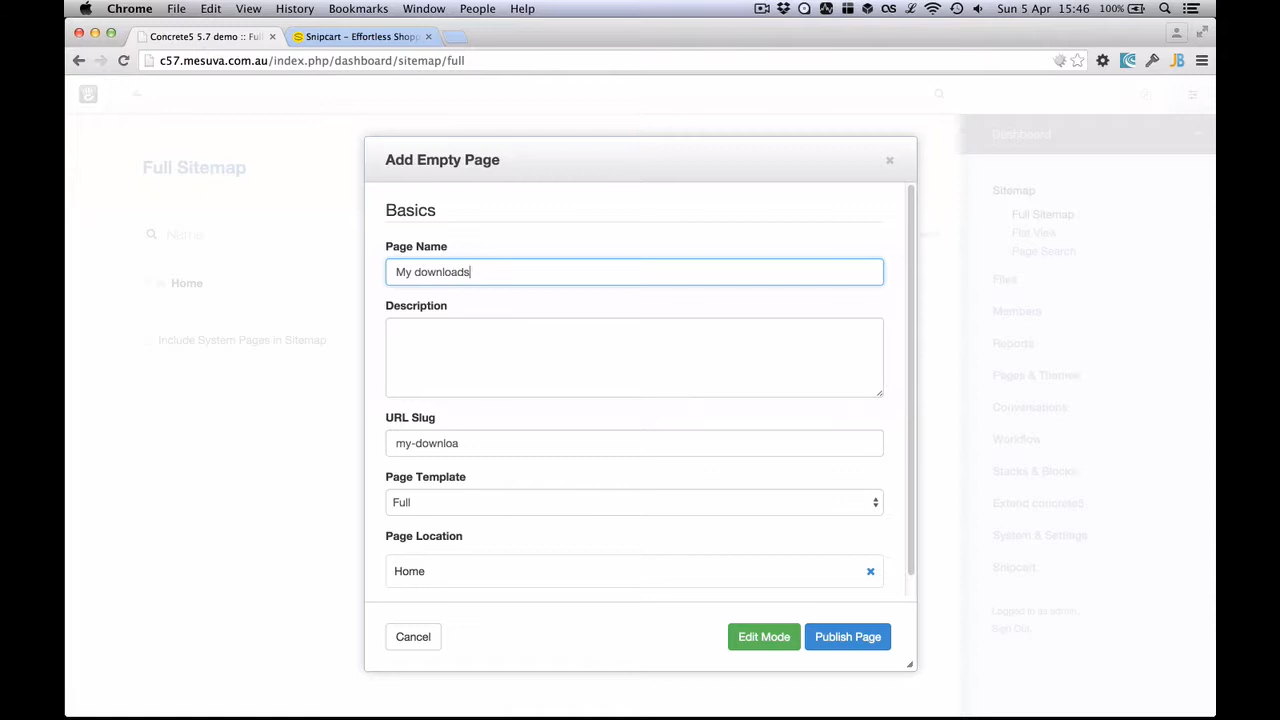 Chrome File Edit View History Bookmarks Window People Help Sun 5 Apr 15:46 100%
Concrete5 5.7 demo :: Full Snipcart - Effortless Shopp
c57.mesuva.com.au/index.php/dashboard/sitemap/full
Dashboard
Full Sitemap
Name
Home
Include System Pages in Sitemap
Add Empty Page
Basics
Page Name
My downloads
Description
URL Slug
my-downloa
Page Template
Full
Page Location
Home
Cancel Edit Mode Publish Page
Sitemap
Full Sitemap
Flat View
Page Search
Files
Members
Reports
Pages & Themes
Conversations
Workflow
Stacks & Blocks
Extend concrete5
System & Settings
Snipcart
Logged in as admin.
Sign Out.